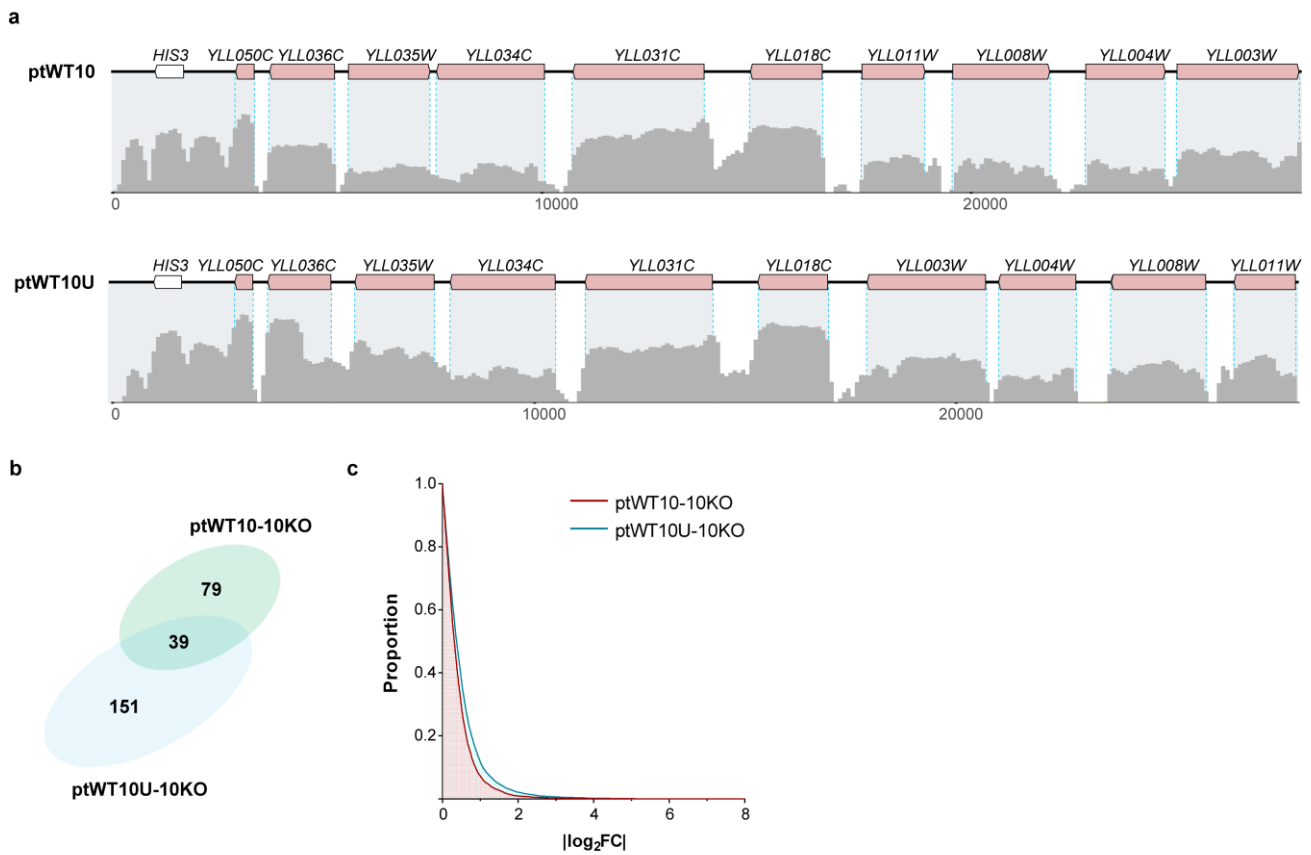 a
HIS3 YLL050C YLL036C YLL035W YLL034C YLL031C YLL018C YLL011W YLL008W YLL004W YLL003W
ptWT10
0 10000 20000
HIS3 YLL050C YLL036C YLL035W YLL034C YLL031C YLL018C YLL003W YLL004W YLL008W YLL011W
ptWT10U
0 10000 20000
b
ptWT10-10KO
79
39
151
ptWT10U-10KO
c
1.0
0.8
0.6
0.4
0.2
Proportion
ptWT10-10KO
ptWT10U-10KO
0 2 4 6 8
|log₂FC|